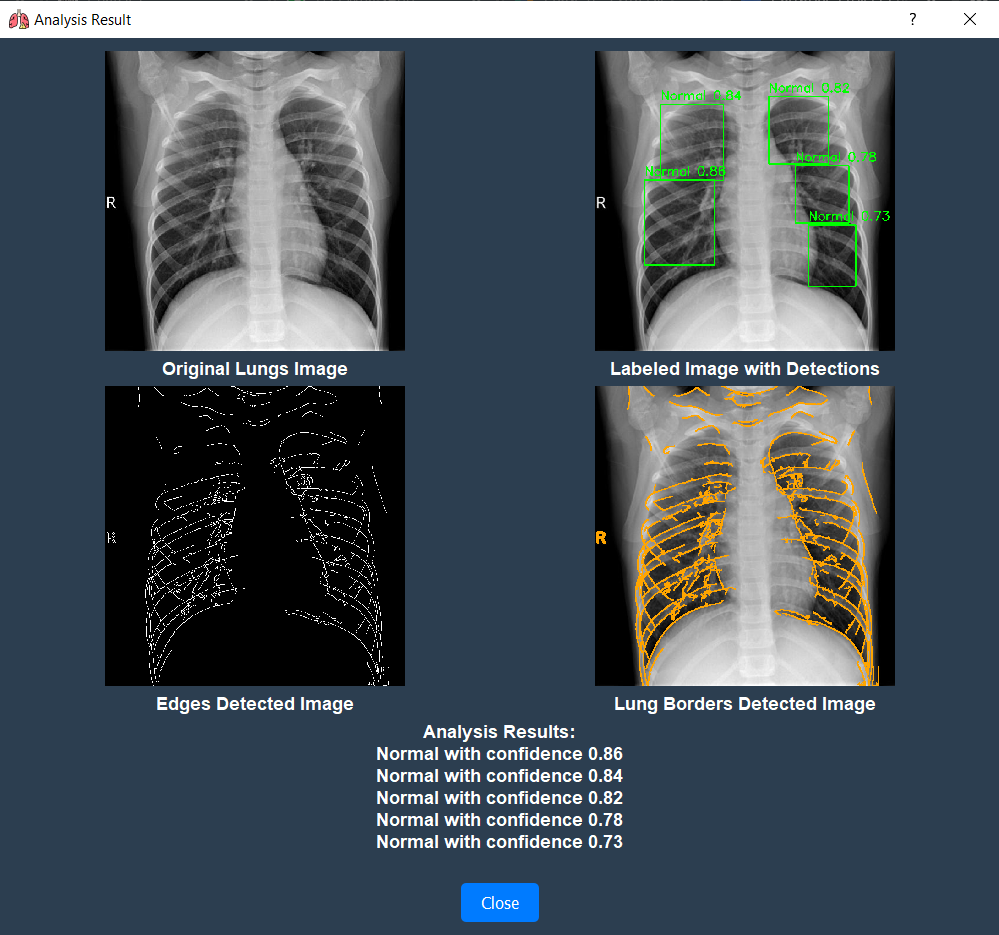 Analysis Result
?
R
Original Lungs Image
Normal 0.84
Normal 0.82
Normal 0.78
Normal 0.86
Normal 0.73
R
Labeled Image with Detections
R
Edges Detected Image
R
Lung Borders Detected Image
Analysis Results:
Normal with confidence 0.86
Normal with confidence 0.84
Normal with confidence 0.82
Normal with confidence 0.78
Normal with confidence 0.73
Close